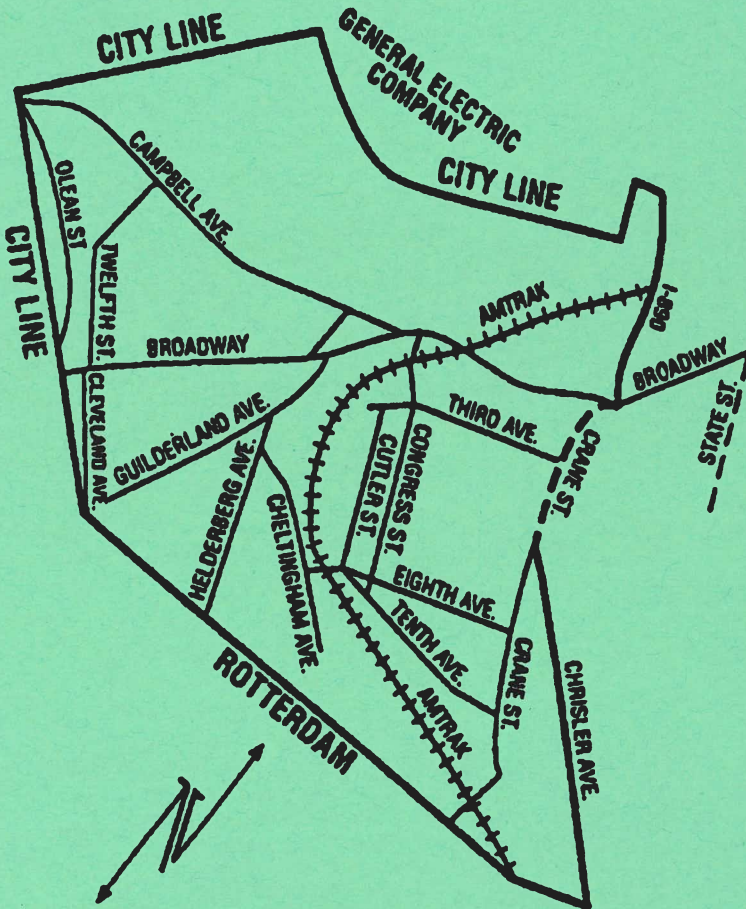 CITY LINE
GENERAL ELECTRIC
COMPANY
CITY LINE
CAMPBELL AVE.
OLEAN ST
TWELFTH ST.
CITY LINE
AMTRAK
I-890
BROADWAY
BROADWAY
STATE ST.
CLEVELAND AVE.
GUILDERLAND AVE.
THIRD AVE.
CRANE ST.
CONGRESS ST.
CUTLER ST.
HELDERBERG AVE.
CHELTINGHAM AVE.
EIGHTH AVE.
TENTH AVE.
CRANE ST.
CHRISLER AVE.
ROTTERDAM
AMTRAK
N